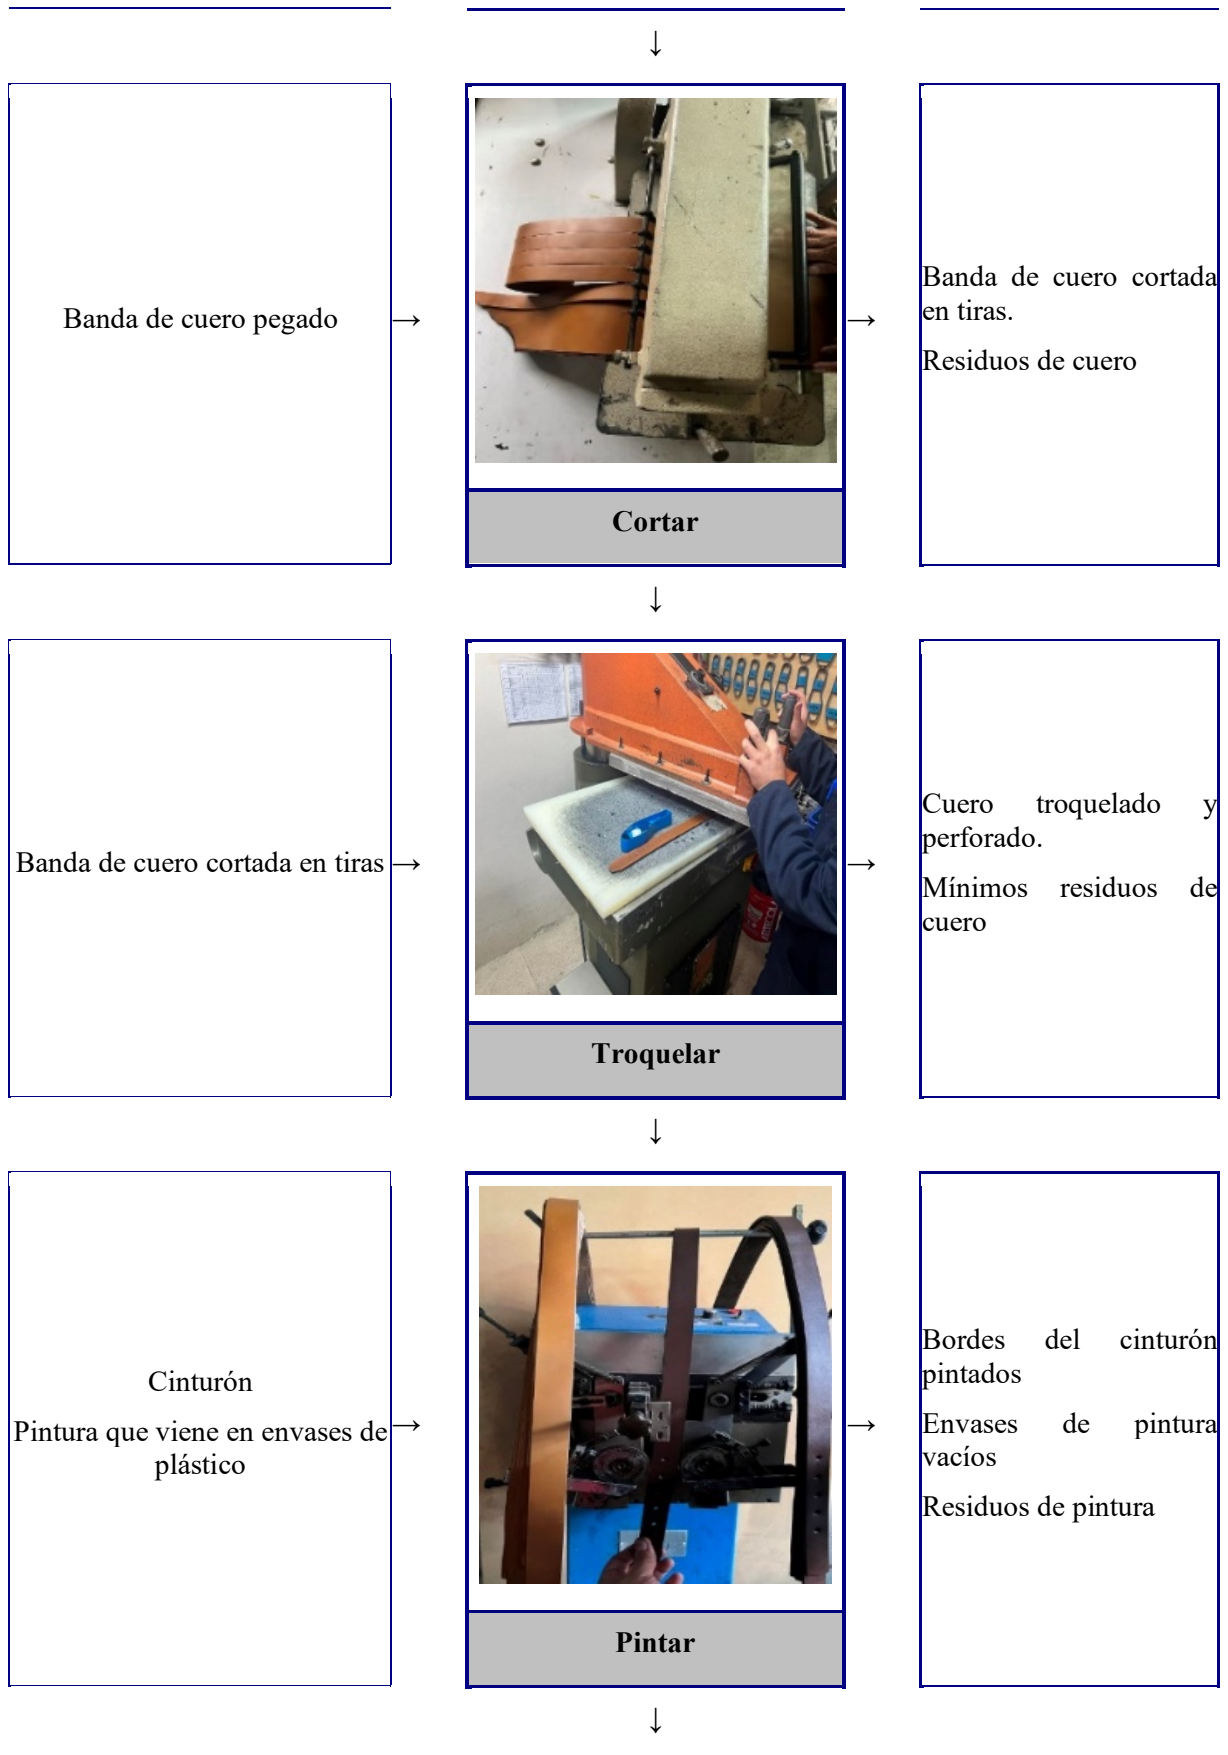 ↓
Banda de cuero pegado
→
→
Banda de cuero cortada
en tiras.
Residuos de cuero
Cortar
↓
Banda de cuero cortada en tiras
→
→
Cuero troquelado y
perforado.
Mínimos residuos de
cuero
Troquelar
↓
Cinturón
Pintura que viene en envases de
plástico
→
→
Bordes del cinturón
pintados
Envases de pintura
vacíos
Residuos de pintura
Pintar
↓